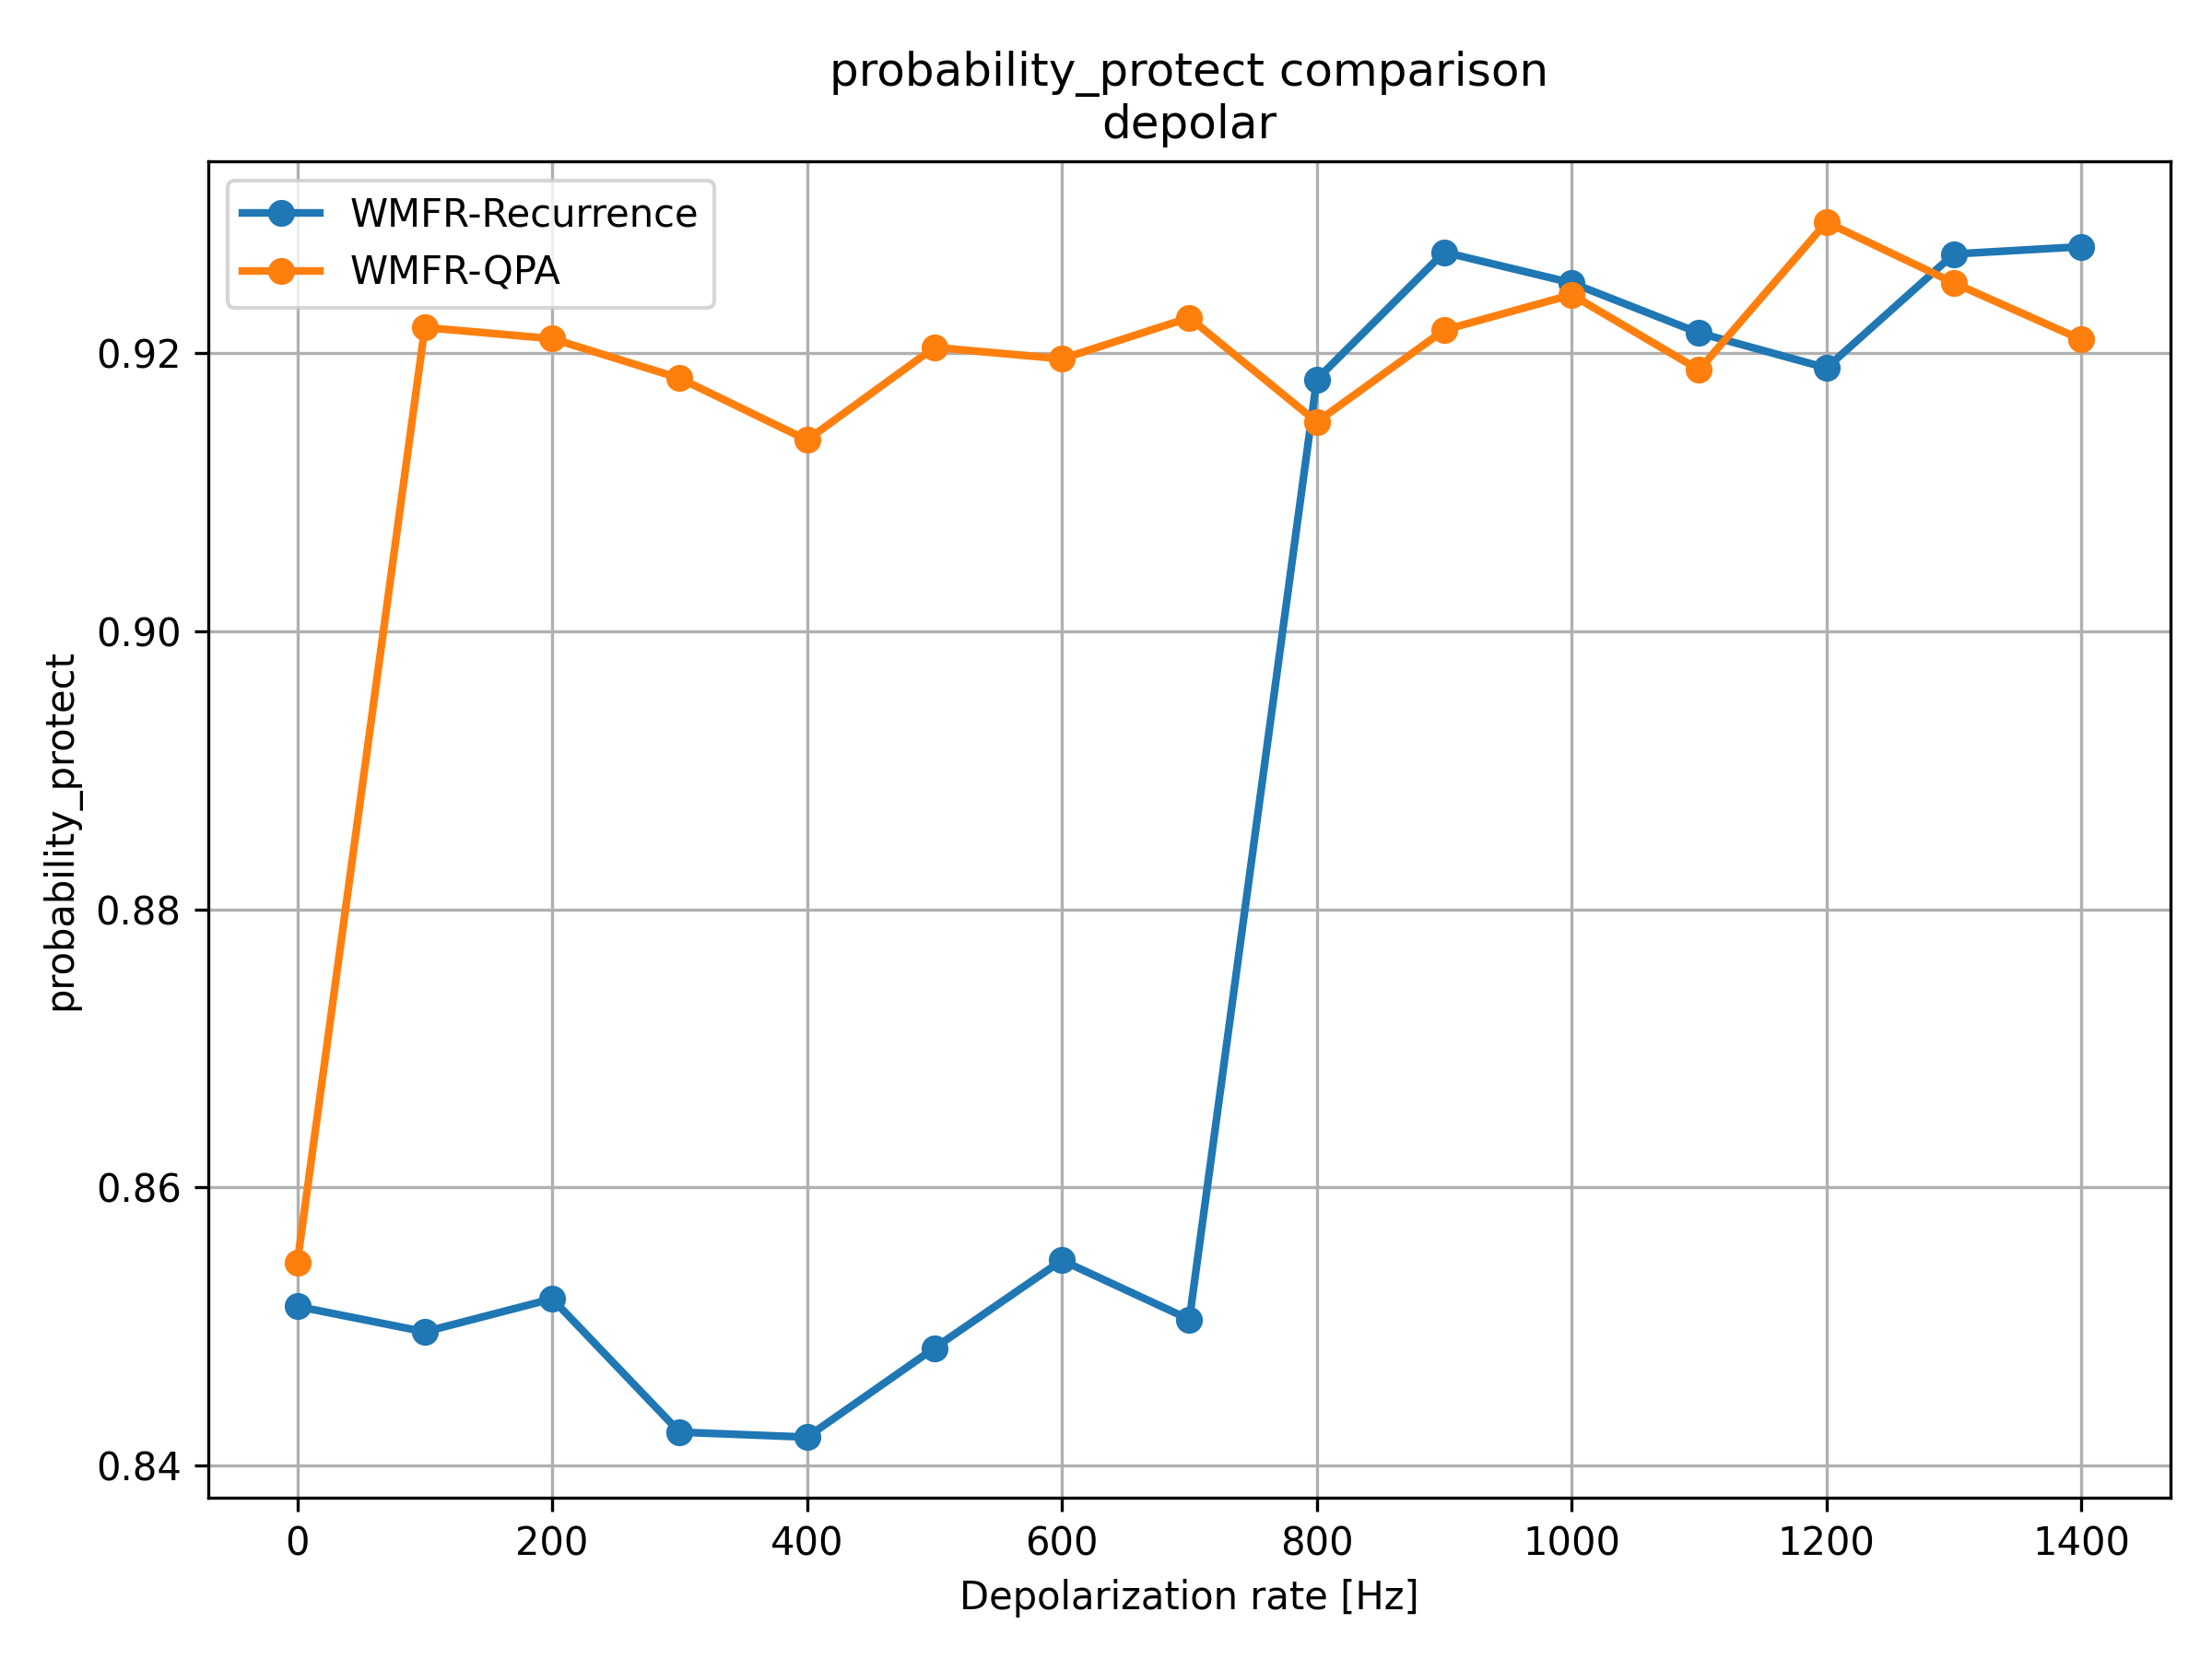 probability_protect comparison
depolar
WMFR-Recurrence
WMFR-QPA
probability_protect
0.92
0.90
0.88
0.86
0.84
0 200 400 600 800 1000 1200 1400
Depolarization rate [Hz]